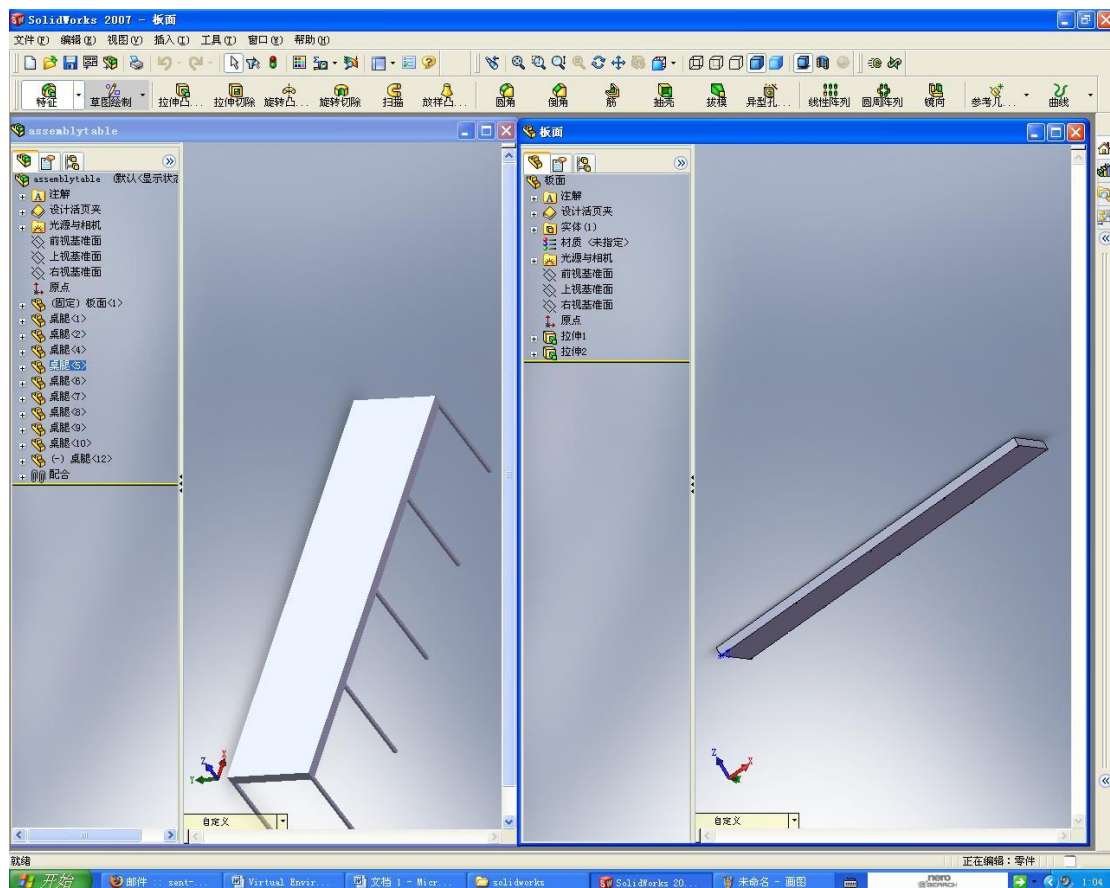 SolidWorks 2007 - 板面
文件(F) 编辑(E) 视图(V) 插入(I) 工具(T) 窗口(W) 帮助(H)
特征 草图绘制 拉伸凸... 拉伸切除 旋转凸... 旋转切除 扫描 放样凸... 圆角 倒角 筋 抽壳 拔模 异型孔... 线性阵列 圆周阵列 镜向 参考几... 曲线
assemblytable
assemblytable (默认<显示状态
注解
设计活页夹
光源与相机
前视基准面
上视基准面
右视基准面
原点
(固定) 板面<1>
桌腿<1>
桌腿<2>
桌腿<4>
桌腿<5>
桌腿<6>
桌腿<7>
桌腿<8>
桌腿<9>
桌腿<10>
(-) 桌腿<12>
配合
Z X
Y
自定义
板面
板面
注解
设计活页夹
实体(1)
材质 <未指定>
光源与相机
前视基准面
上视基准面
右视基准面
原点
拉伸1
拉伸2
Z X
自定义
就绪 正在编辑：零件
开始 邮件 :: sent-... Virtual Envir... 文档 1 - Micr... solidworks SolidWorks 20... 未命名 - 画图 nero SEARCH 1:04